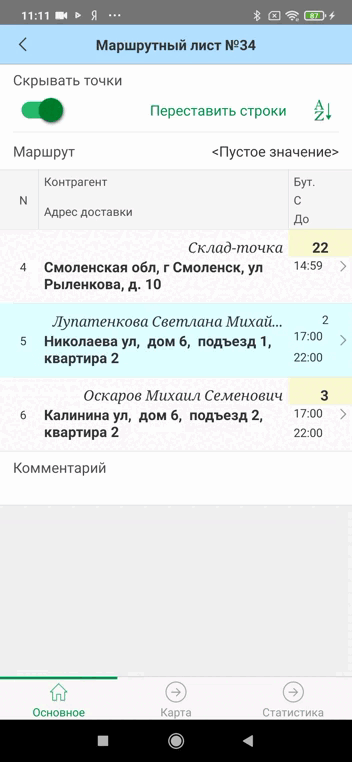 11:11 Я ... 87
Маршрутный лист №34
Скрывать точки
Переставить строки AZ
Маршрут <Пустое значение>
N Контрагент Бут.
Адрес доставки С
До
Склад-точка 22
4 Смоленская обл, г Смоленск, ул 14:59
Рыленкова, д. 10
Лупатенкова Светлана Михай... 2
5 Николаева ул, дом 6, подъезд 1, 17:00
квартира 2 22:00
Оскаров Михаил Семенович 3
6 Калинина ул, дом 6, подъезд 2, 17:00
квартира 2 22:00
Комментарий
Основное Карта Статистика